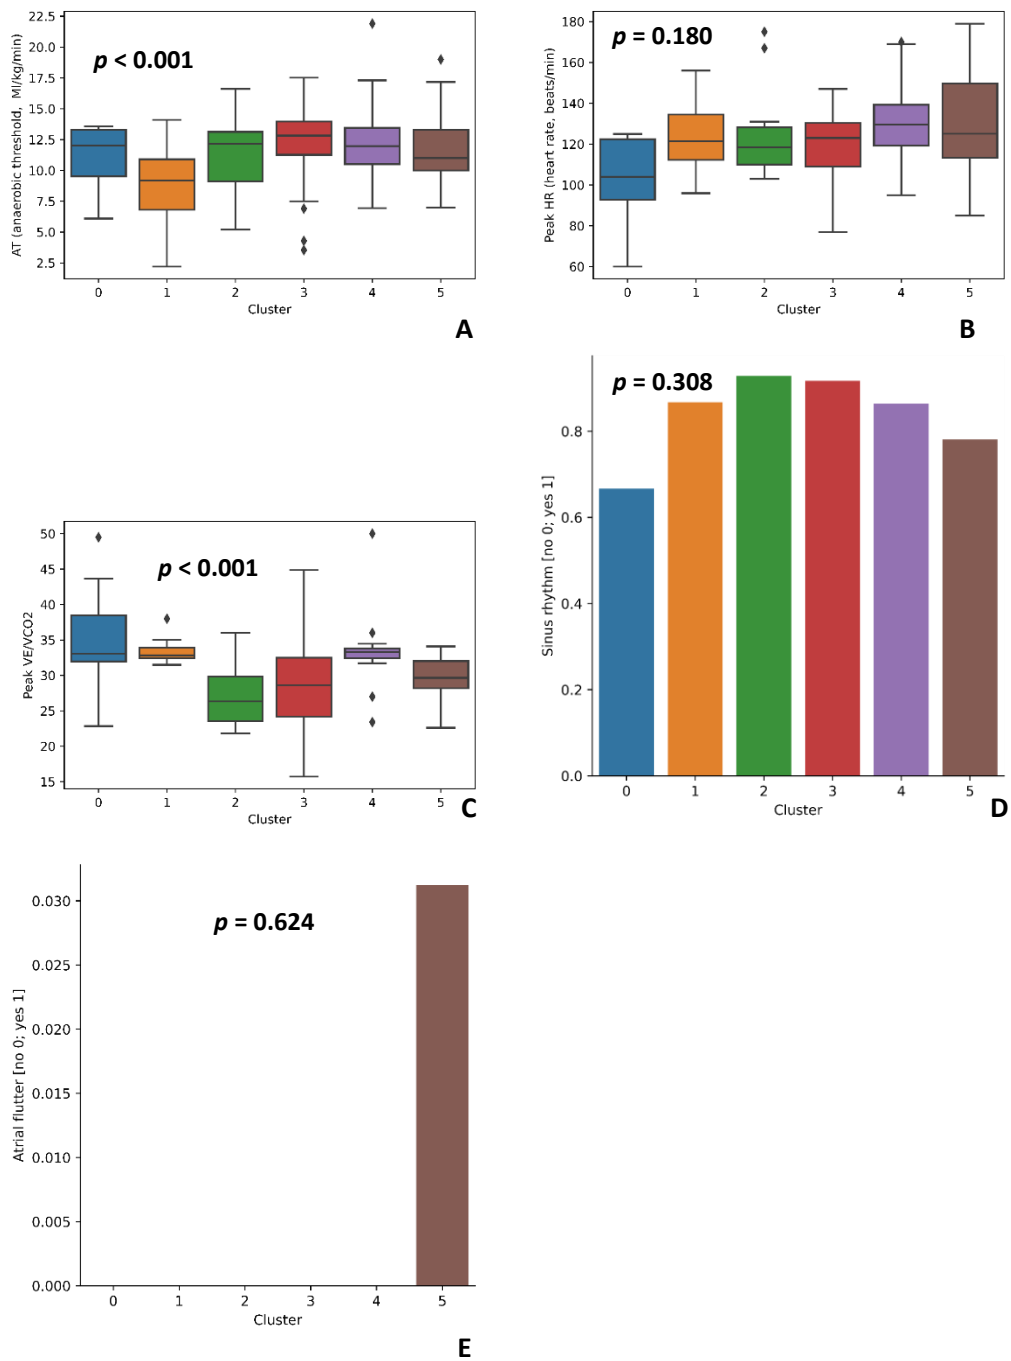 22.5
20.0
17.5
15.0
12.5
10.0
7.5
5.0
2.5
AT (anaerobic threshold, Ml/kg/min)
p < 0.001
0 1 2 3 4 5
Cluster
A
180
160
140
120
100
80
60
Peak HR (heart rate, beats/min)
p = 0.180
0 1 2 3 4 5
Cluster
B
50
45
40
35
30
25
20
15
Peak VE/VCO2
p < 0.001
0 1 2 3 4 5
Cluster
C
0.8
0.6
0.4
0.2
0.0
Sinus rhythm [no 0; yes 1]
p = 0.308
0 1 2 3 4 5
Cluster
D
0.030
0.025
0.020
0.015
0.010
0.005
0.000
Atrial flutter [no 0; yes 1]
p = 0.624
0 1 2 3 4 5
Cluster
E